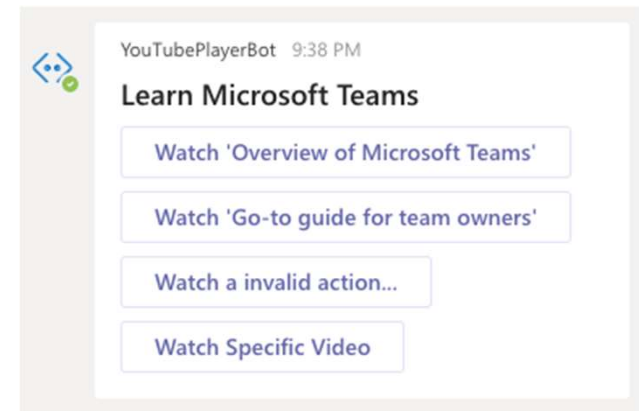 YouTubePlayerBot 9:38 PM
Learn Microsoft Teams
Watch 'Overview of Microsoft Teams'
Watch 'Go-to guide for team owners'
Watch a invalid action...
Watch Specific Video